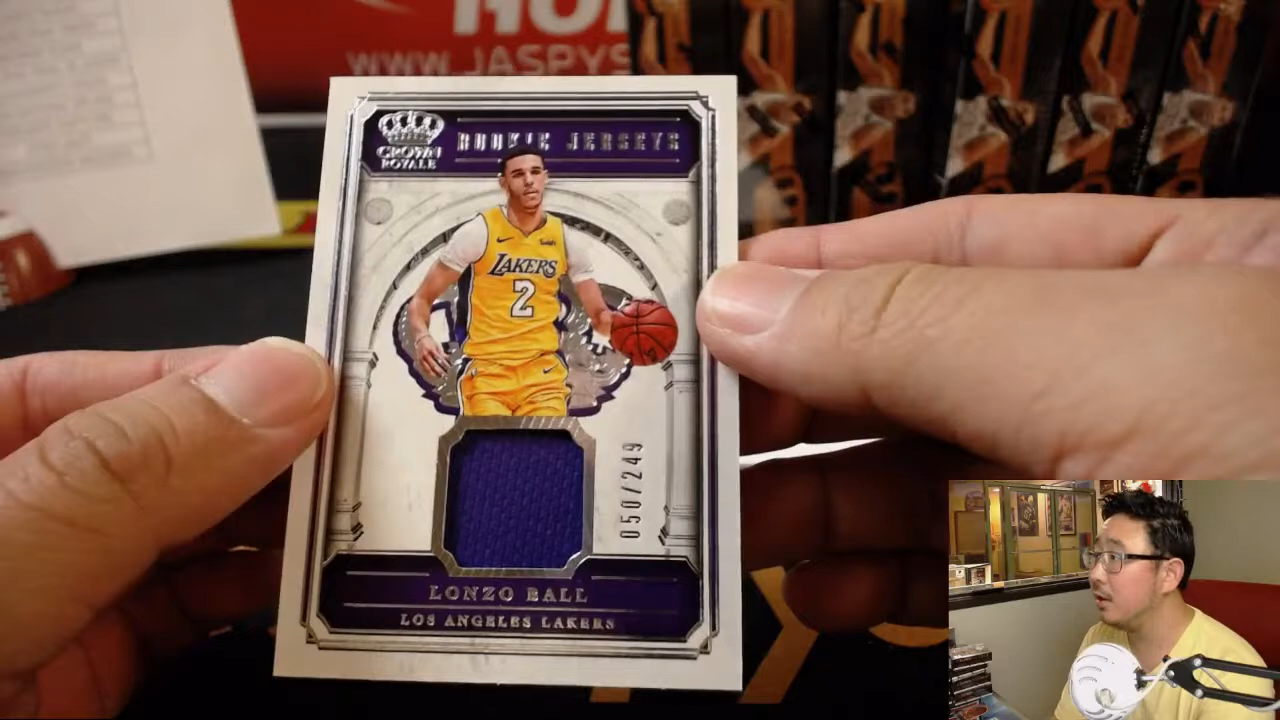 WWW.JASPYS
CROWN
ROYALE
ROOKIE JERSEYS
LAKERS
2
050/249
LONZO BALL
LOS ANGELES LAKERS